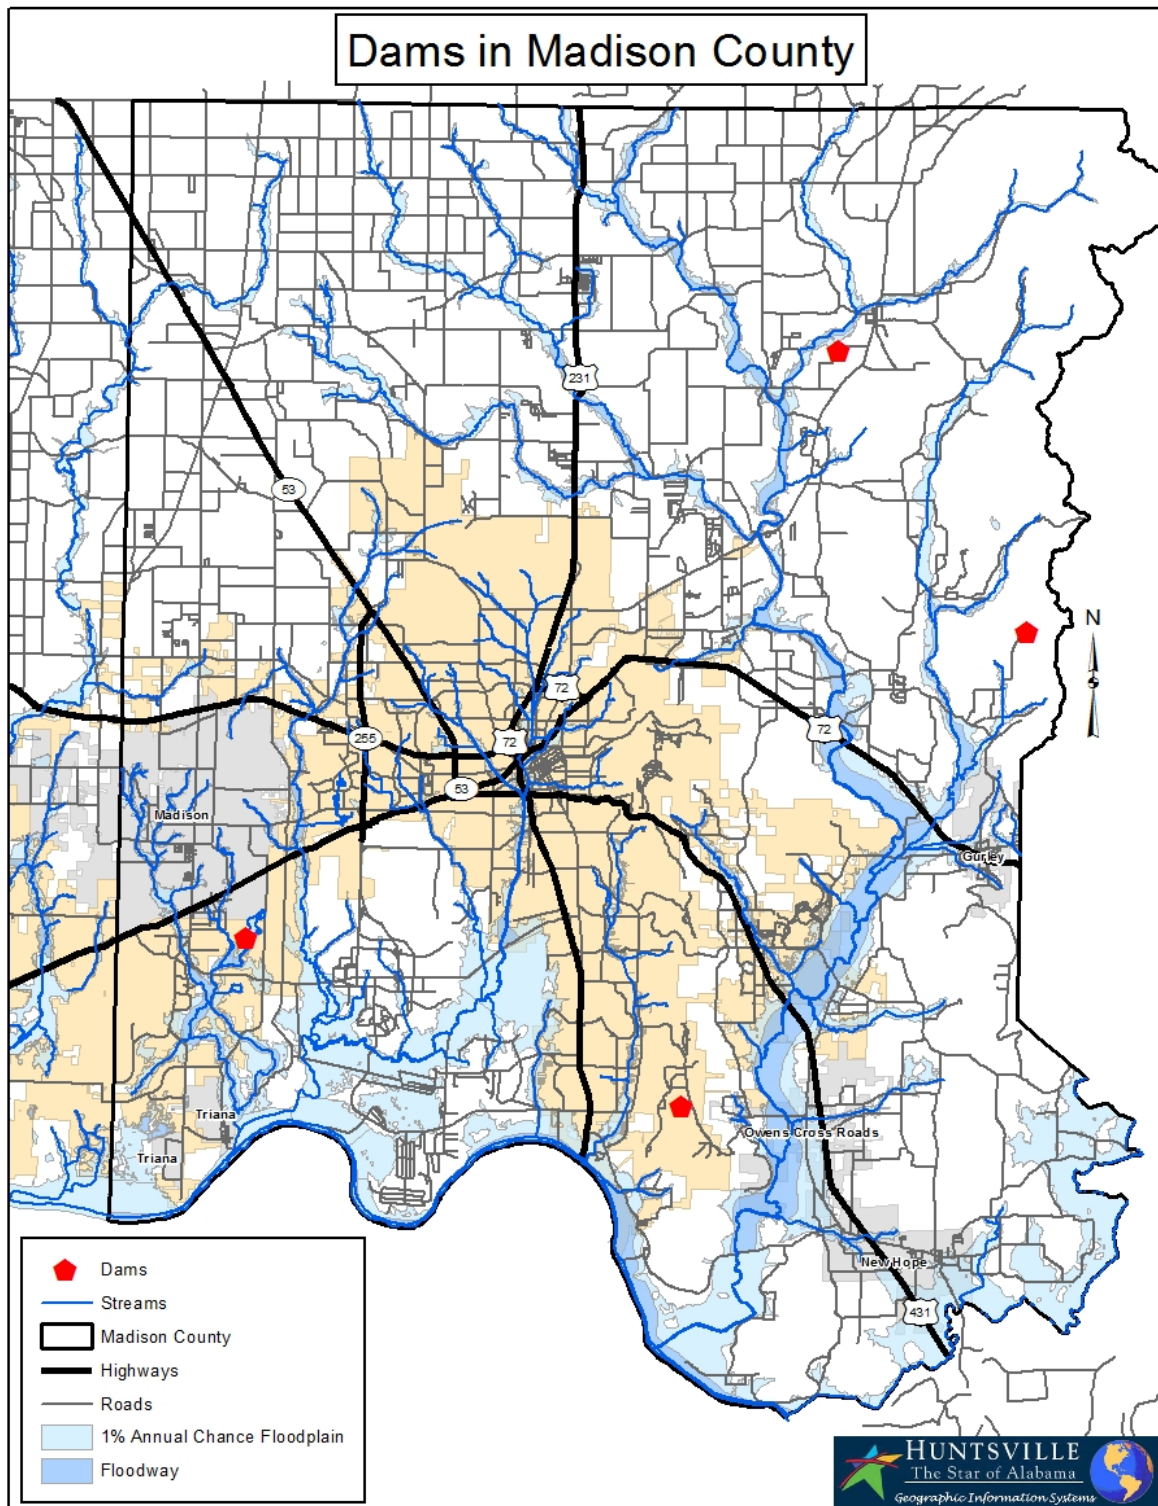 Dams in Madison County
231
53
N
72
72
72
255
53
Madison
Gurley
Triana
Owens Cross Roads
Triana
New Hope
431
Dams
Streams
Madison County
Highways
Roads
1% Annual Chance Floodplain
Floodway
HUNTSVILLE
The Star of Alabama
Geographic Information Systems